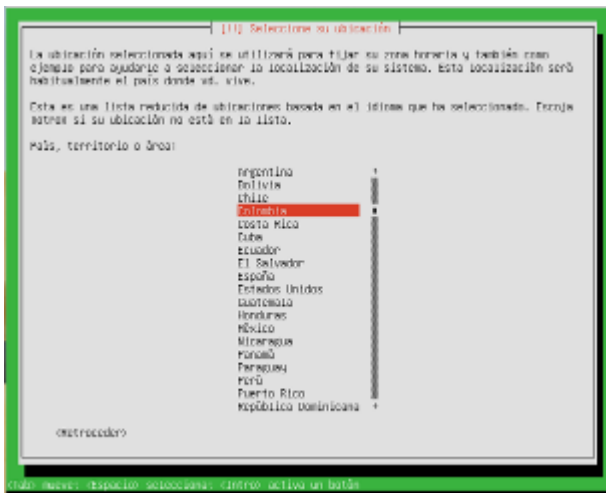 [!!] Seleccione su ubicación
La ubicación seleccionada aquí se utilizará para fijar su zona horaria y también como
ejemplo para ayudarle a seleccionar la localización de su sistema. Esta localización será
habitualmente el país donde vd. vive.
Esta es una lista reducida de ubicaciones basada en el idioma que ha seleccionado. Escoja
«otro» si su ubicación no está en la lista.
País, territorio o área:
Argentina
Bolivia
Chile
Colombia
Costa Rica
Cuba
Ecuador
El Salvador
España
Estados Unidos
Guatemala
Honduras
México
Nicaragua
Panamá
Paraguay
Perú
Puerto Rico
República Dominicana
<Retroceder>
<Tab> mueve; <Espacio> selecciona; <Intro> activa un botón